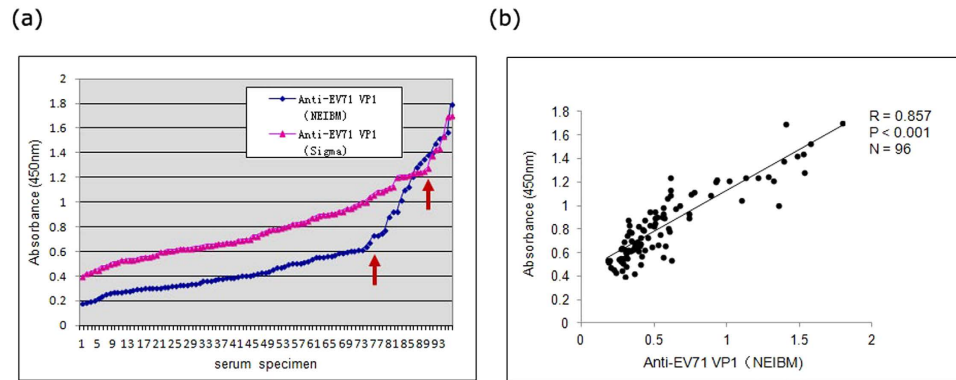 (a)
(b)
2
1.8
1.6
1.4
1.2
1
0.8
0.6
0.4
0.2
0
Absorbance (450nm)
Anti-EV71 VP1
(NEIBM)
Anti-EV71 VP1
(Sigma)
1 5 9 13 17 21 25 29 33 37 41 45 49 53 57 61 65 69 73 77 81 85 89 93
serum specimen
1.8
1.6
1.4
1.2
1
0.8
0.6
0.4
0.2
0
Absorbance (450nm)
R = 0.857
P < 0.001
N = 96
0 0.5 1 1.5 2
Anti-EV71 VP1（NEIBM）